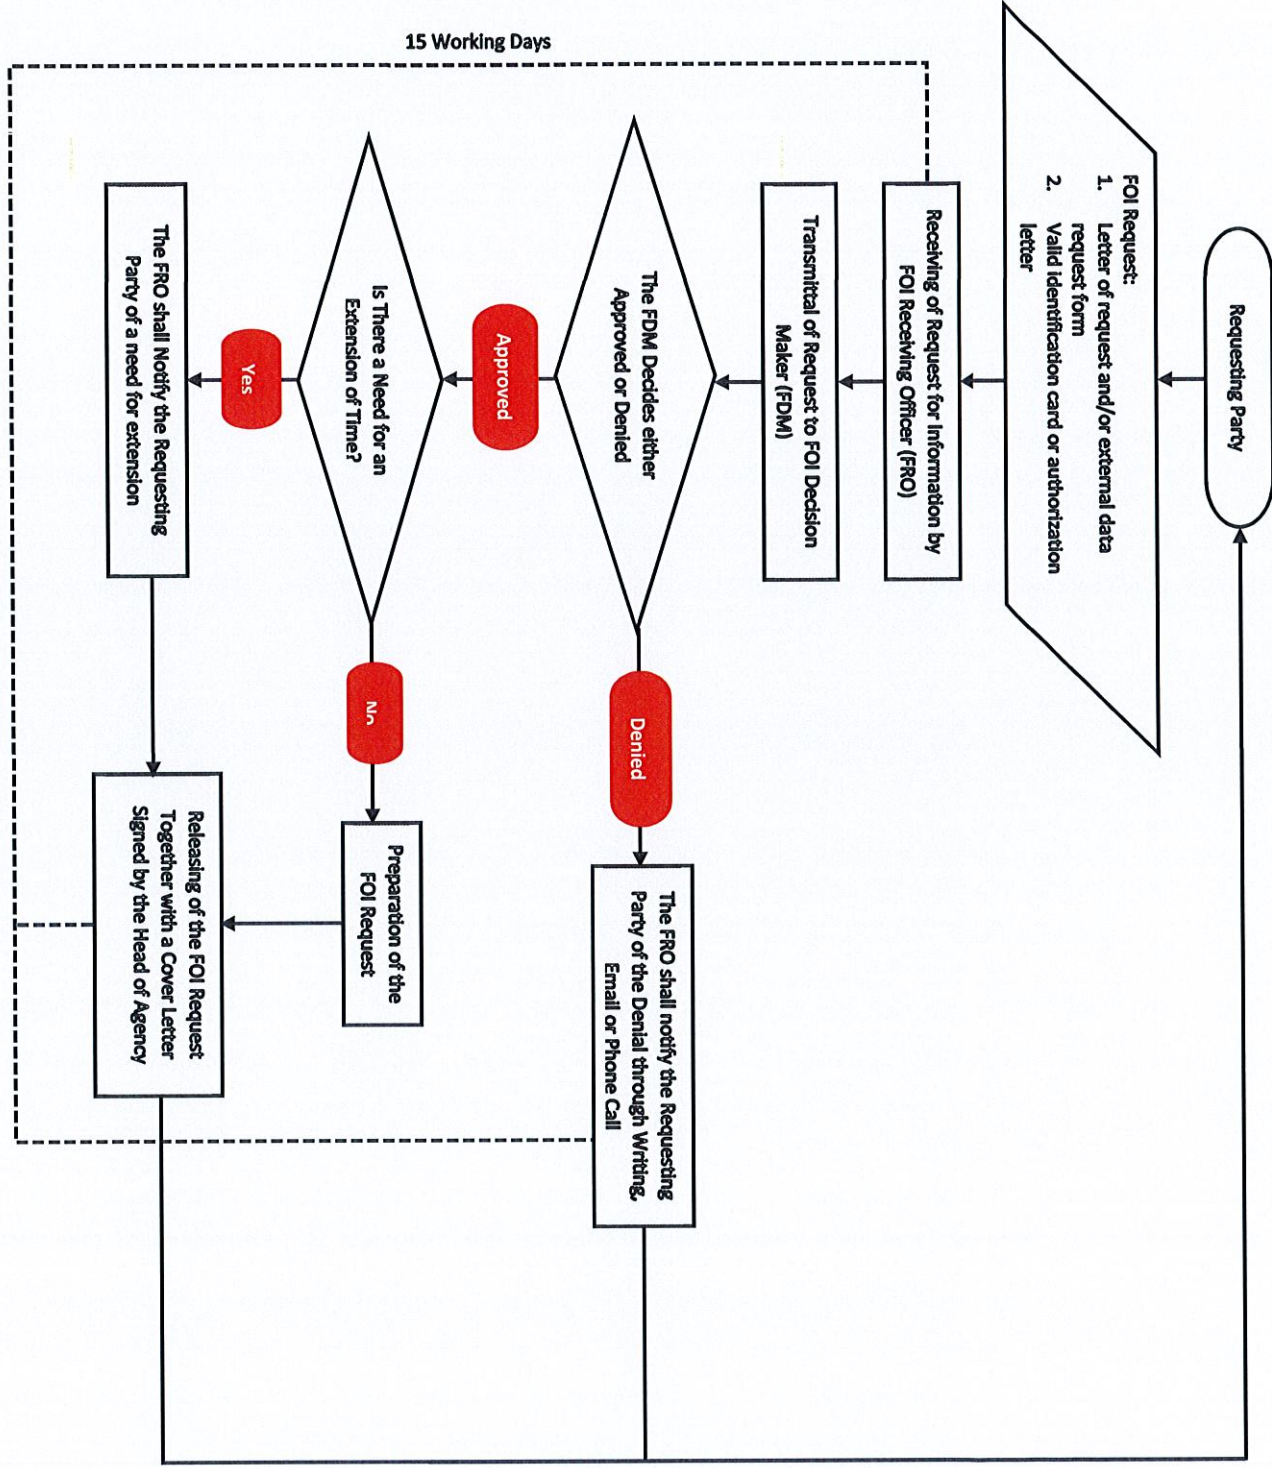 Requesting Party
FOI Request:
1. Letter of request and/or external data
request form
2. Valid identification card or authorization
letter
Receiving of Request for Information by
FOI Receiving Officer (FRO)
Transmittal of Request to FOI Decision
Maker (FDM)
The FDM Decides either
Approved or Denied
Denied
The FRO shall notify the Requesting
Party of the Denial through Writing,
Email or Phone Call
Approved
Is There a Need for an
Extension of Time?
No
Preparation of the
FOI Request
Yes
The FRO shall Notify the Requesting
Party of a need for extension
Releasing of the FOI Request
Together with a Cover Letter
Signed by the Head of Agency
15 Working Days